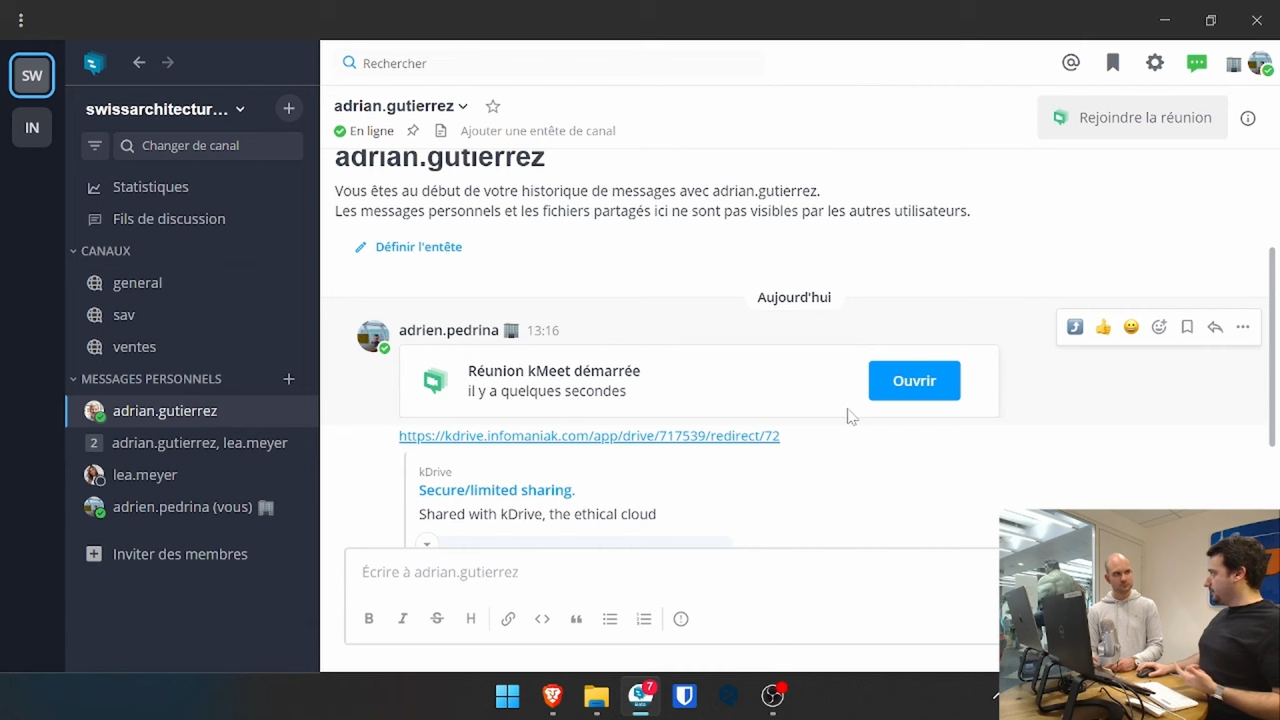 SW
IN
swissarchitectur...
Changer de canal
Statistiques
Fils de discussion
CANAUX
general
sav
ventes
MESSAGES PERSONNELS
adrian.gutierrez
2 adrian.gutierrez, lea.meyer
lea.meyer
adrien.pedrina (vous)
Inviter des membres
Rechercher
adrian.gutierrez
En ligne
Ajouter une entête de canal
Rejoindre la réunion
adrian.gutierrez
Vous êtes au début de votre historique de messages avec adrian.gutierrez.
Les messages personnels et les fichiers partagés ici ne sont pas visibles par les autres utilisateurs.
Définir l'entête
Aujourd'hui
adrien.pedrina 13:16
Réunion kMeet démarrée
il y a quelques secondes
Ouvrir
https://kdrive.infomaniak.com/app/drive/717539/redirect/72
kDrive
Secure/limited sharing.
Shared with kDrive, the ethical cloud
Écrire à adrian.gutierrez
B I S H
7